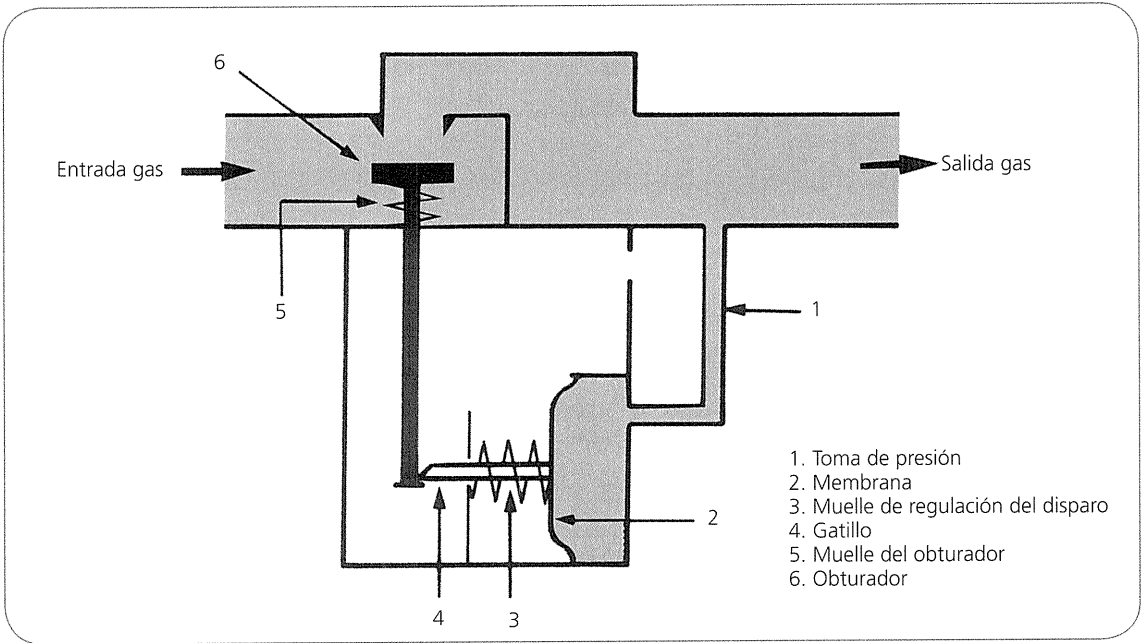 6
Entrada gas
Salida gas
5
1
2
4
3
1. Toma de presión
2. Membrana
3. Muelle de regulación del disparo
4. Gatillo
5. Muelle del obturador
6. Obturador